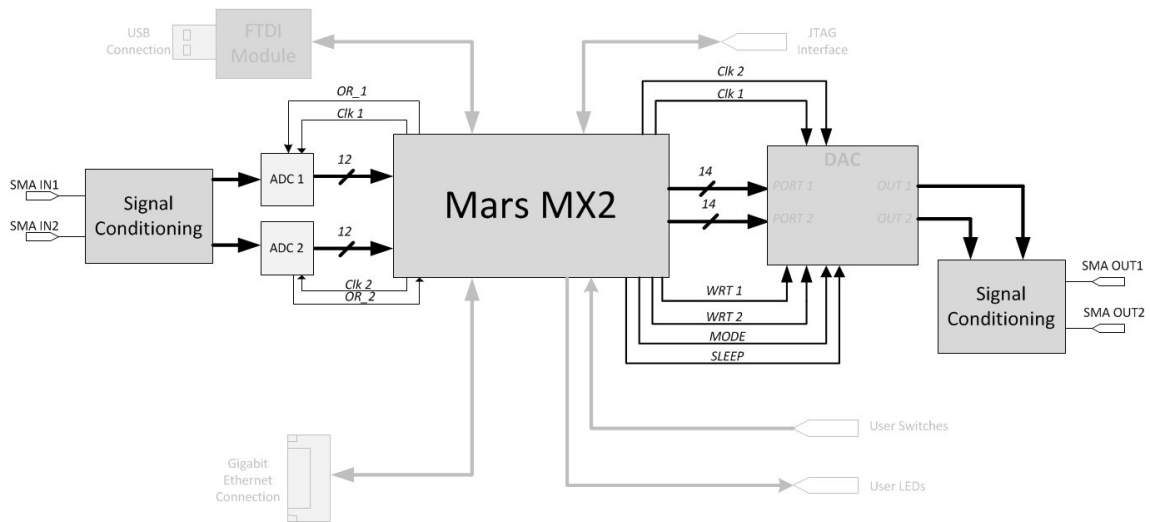 USB
Connection
FTDI
Module
JTAG
Interface
Clk 2
Clk 1
OR_1
Clk 1
12
ADC 1
SMA IN1
SMA IN2
Signal
Conditioning
ADC 2
12
Clk 2
OR_2
Mars MX2
14
14
DAC
PORT 1
OUT 1
PORT 2
OUT 2
WRT 1
WRT 2
MODE
SLEEP
Signal
Conditioning
SMA OUT1
SMA OUT2
User Switches
User LEDs
Gigabit
Ethernet
Connection